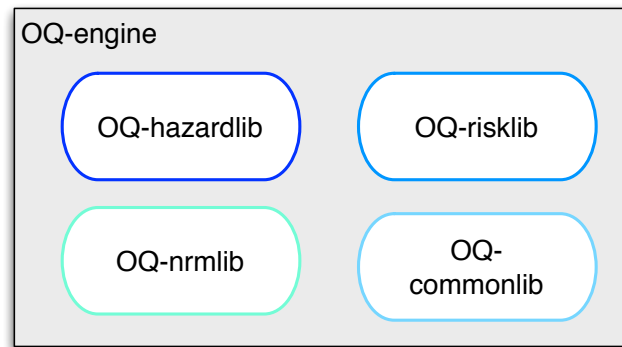 OQ-engine
OQ-hazardlib
OQ-risklib
OQ-nrmlib
OQ-
commonlib